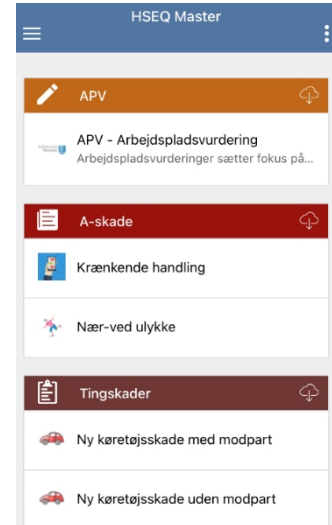 HSEQ Master
APV
APV - Arbejdspladsvurdering
Arbejdspladsvurderinger sætter fokus på...
A-skade
Krænkende handling
Nær-ved ulykke
Tingskader
Ny køretøjsskade med modpart
Ny køretøjsskade uden modpart